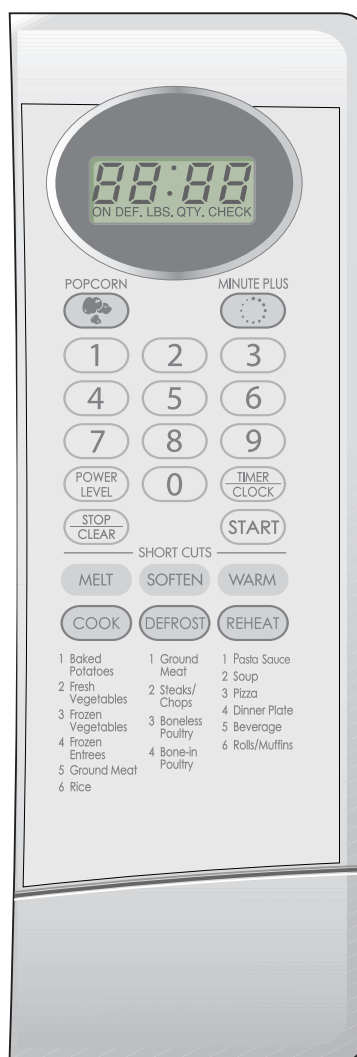 88:88
ON DEF. LBS. QTY. CHECK
POPCORN MINUTE PLUS
1 2 3
4 5 6
7 8 9
POWER
LEVEL
0
TIMER
CLOCK
STOP
CLEAR
START
SHORT CUTS
MELT SOFTEN WARM
COOK DEFROST REHEAT
1 Baked
Potatoes
2 Fresh
Vegetables
3 Frozen
Vegetables
4 Frozen
Entrees
5 Ground Meat
6 Rice
1 Ground
Meat
2 Steaks/
Chops
3 Boneless
Poultry
4 Bone-in
Poultry
1 Pasta Sauce
2 Soup
3 Pizza
4 Dinner Plate
5 Beverage
6 Rolls/Muffins